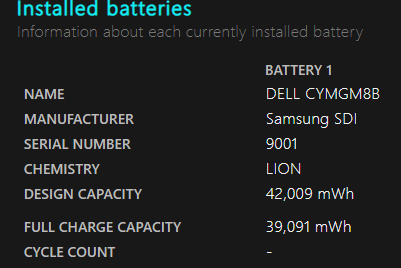 Installed batteries
Information about each currently installed battery
BATTERY 1
NAME DELL CYMGM8B
MANUFACTURER Samsung SDI
SERIAL NUMBER 9001
CHEMISTRY LION
DESIGN CAPACITY 42,009 mWh
FULL CHARGE CAPACITY 39,091 mWh
CYCLE COUNT -